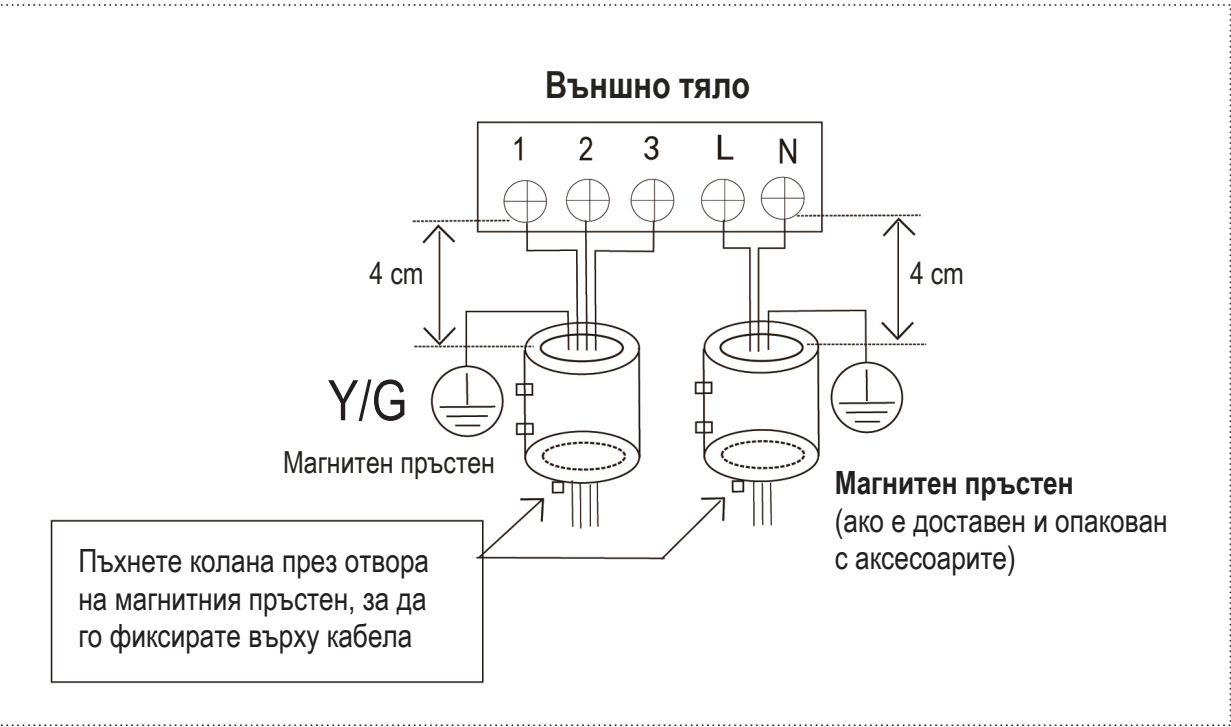 Външно тяло
1 2 3 L N
4 cm
4 cm
Y/G
Магнитен пръстен
Магнитен пръстен
(ако е доставен и опакован
с аксесоарите)
Пъхнете колана през отвора
на магнитния пръстен, за да
го фиксирате върху кабела